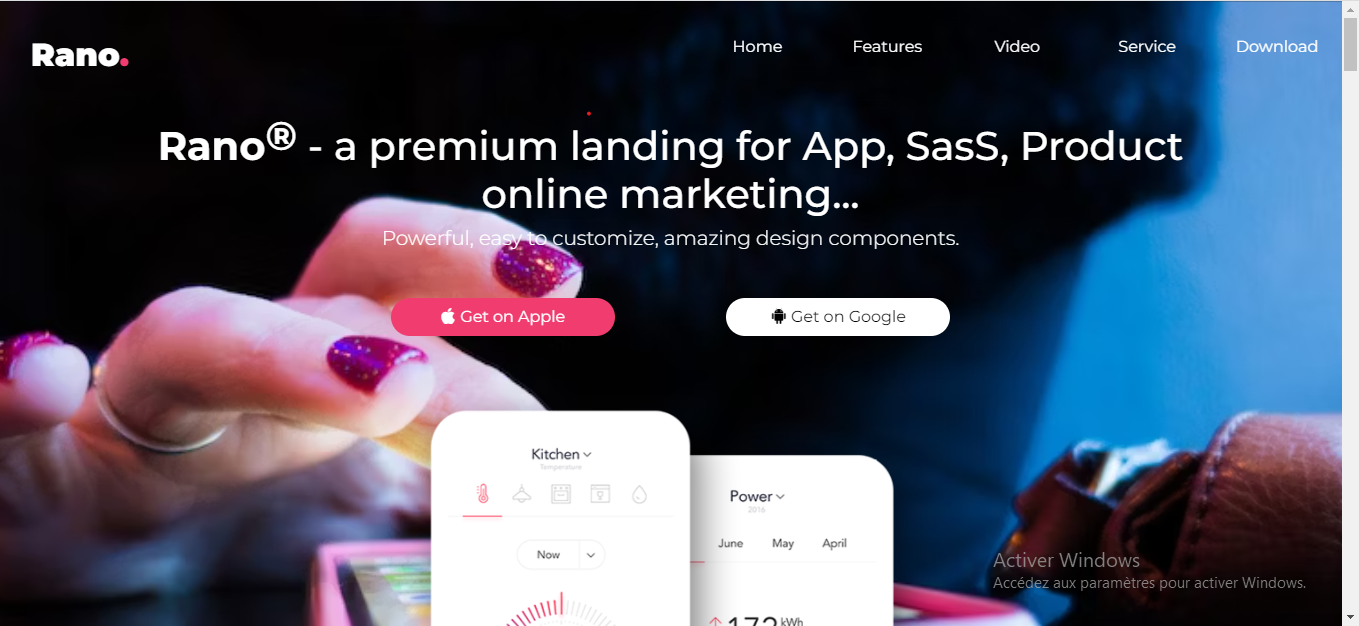 Rano.
Home Features Video Service Download
Rano® - a premium landing for App, SasS, Product
online marketing...
Powerful, easy to customize, amazing design components.
Get on Apple
Get on Google
Kitchen
Temperature
Now
Power
2016
June May April
173 kWh
Activer Windows
Accédez aux paramètres pour activer Windows.